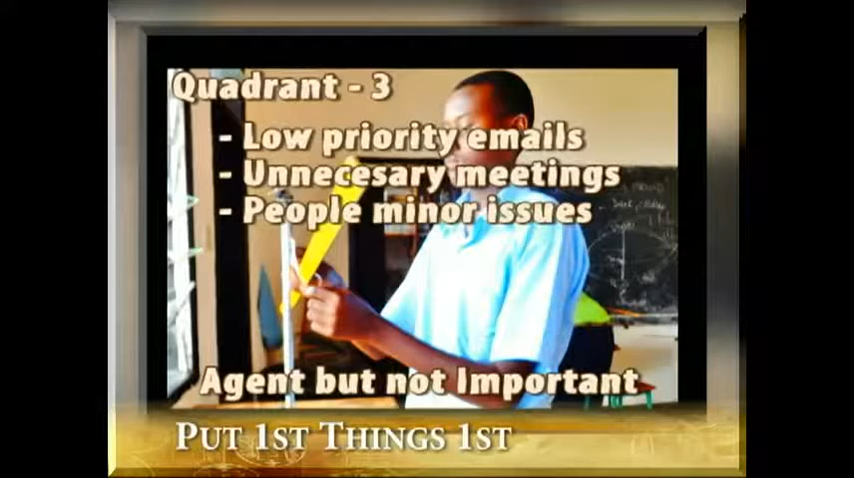 Quadrant - 3
- Low priority emails
- Unnecesary meetings
- People minor issues
Agent but not Important
PUT 1ST THINGS 1ST